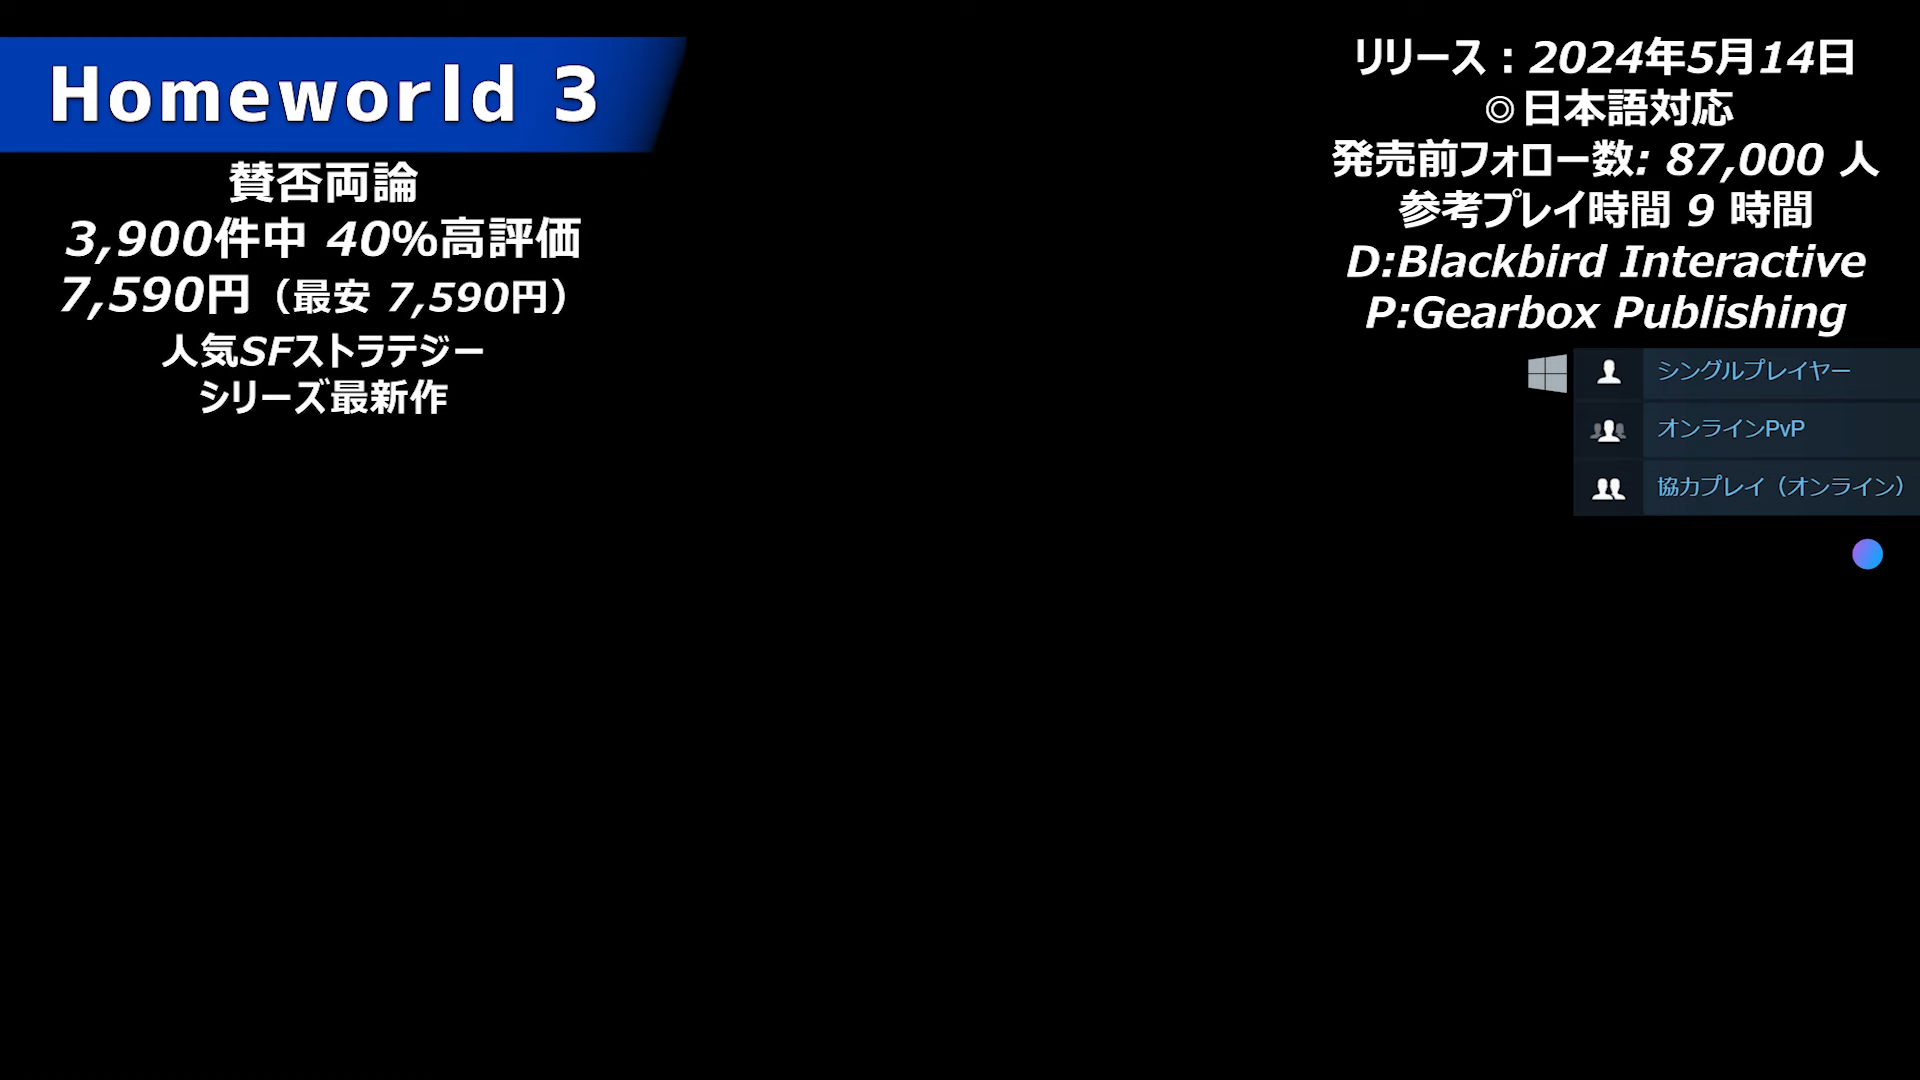 Homeworld 3
賛否両論
3,900件中 40%高評価
7,590円（最安 7,590円）
人気SFストラテジー
シリーズ最新作
リリース：2024年5月14日
◎日本語対応
発売前フォロー数: 87,000 人
参考プレイ時間 9 時間
D:Blackbird Interactive
P:Gearbox Publishing
シングルプレイヤー
オンラインPvP
協力プレイ（オンライン）